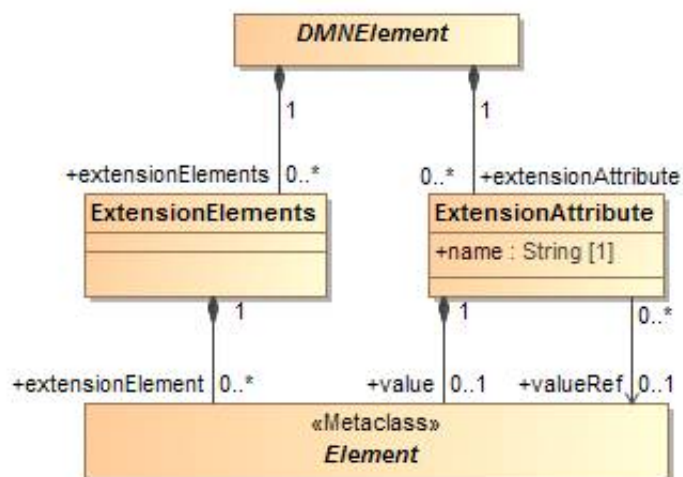 DMNElement
1
1
+extensionElements 0..*
0..* +extensionAttribute
ExtensionElements
ExtensionAttribute
+name : String [1]
1
1
0..*
+extensionElement 0..*
+value 0..1
+valueRef 0..1
«Metaclass»
Element